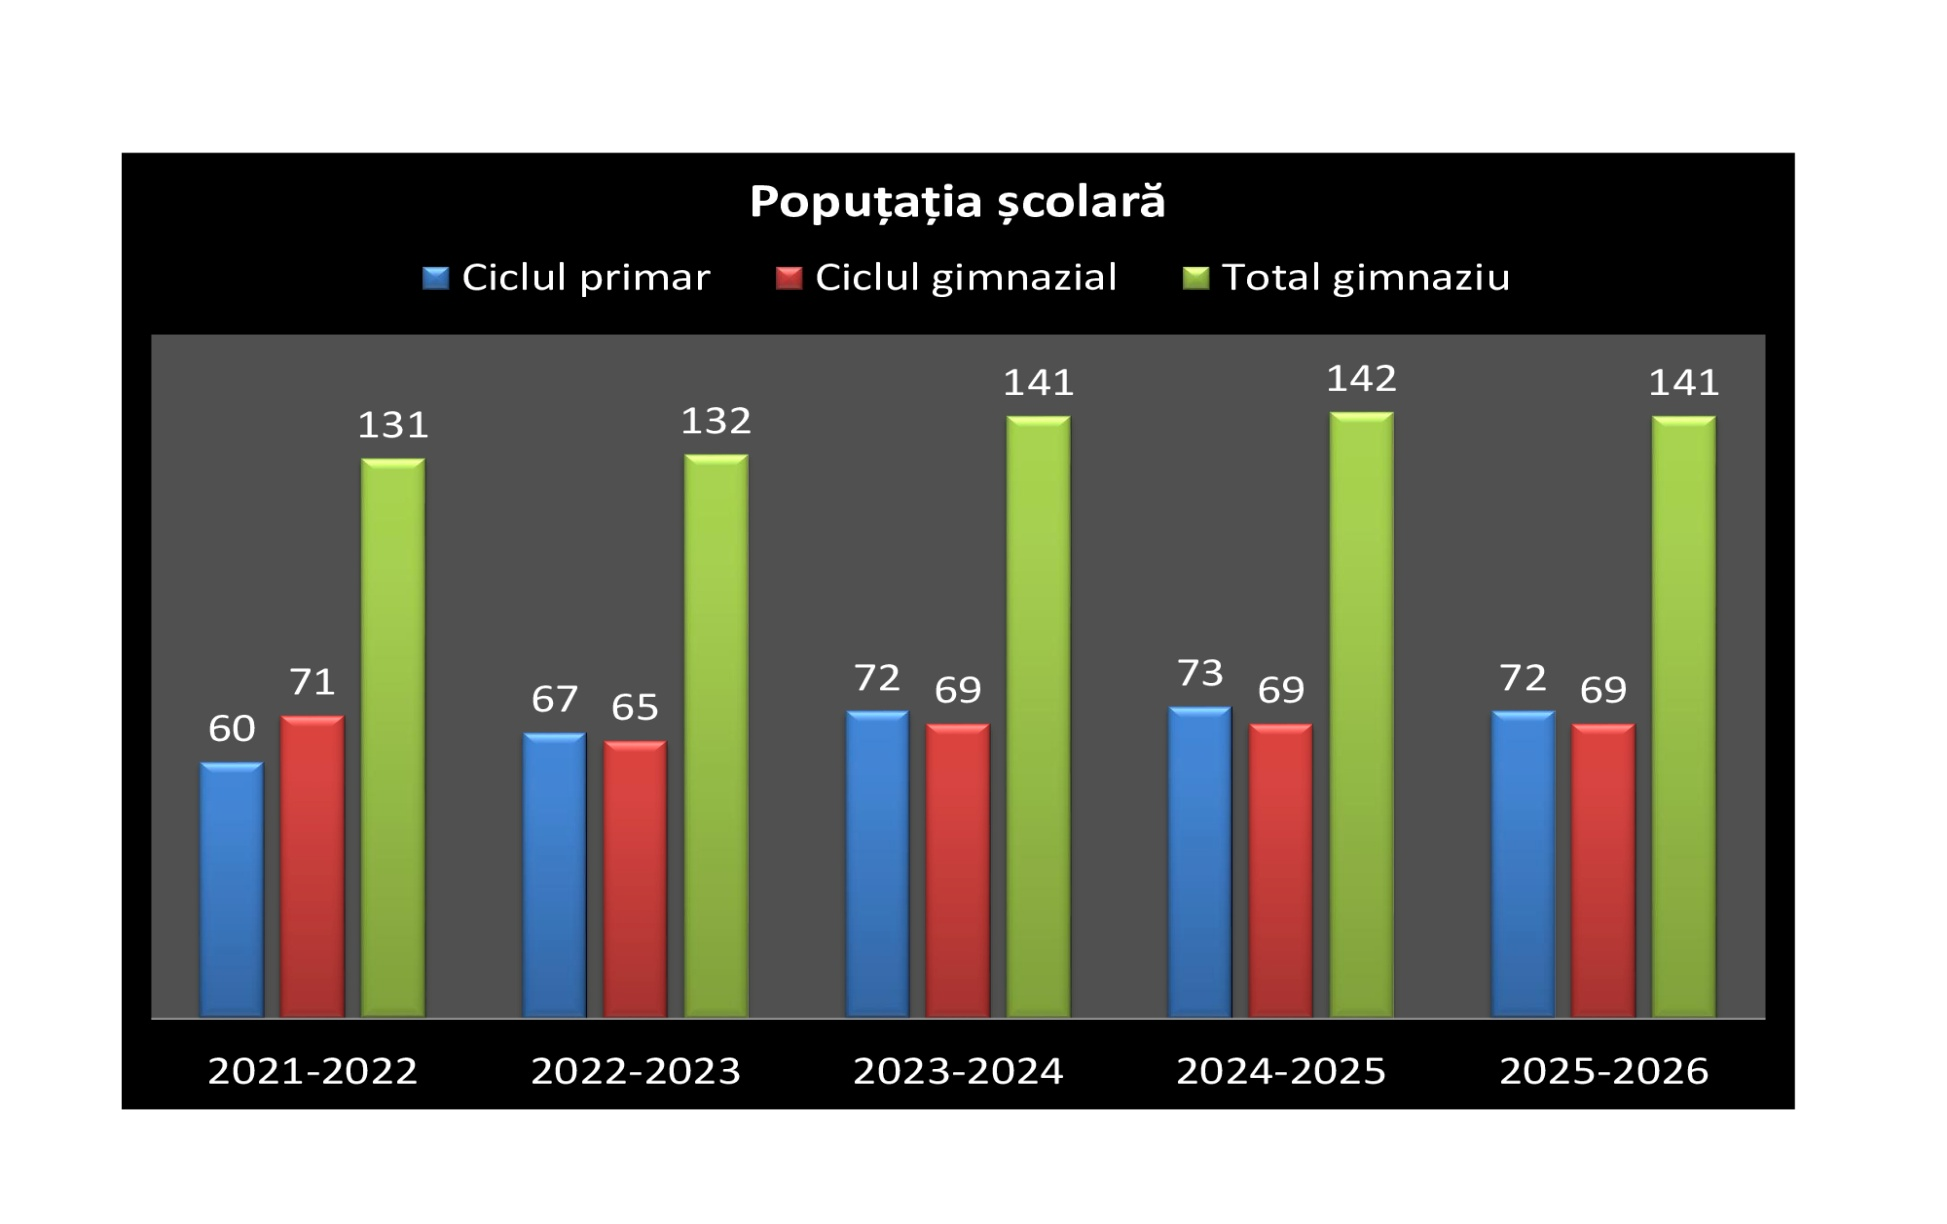 Popuțația școlară
Ciclul primar Ciclul gimnazial Total gimnaziu
60 71 131
67 65 132
72 69 141
73 69 142
72 69 141
2021-2022 2022-2023 2023-2024 2024-2025 2025-2026